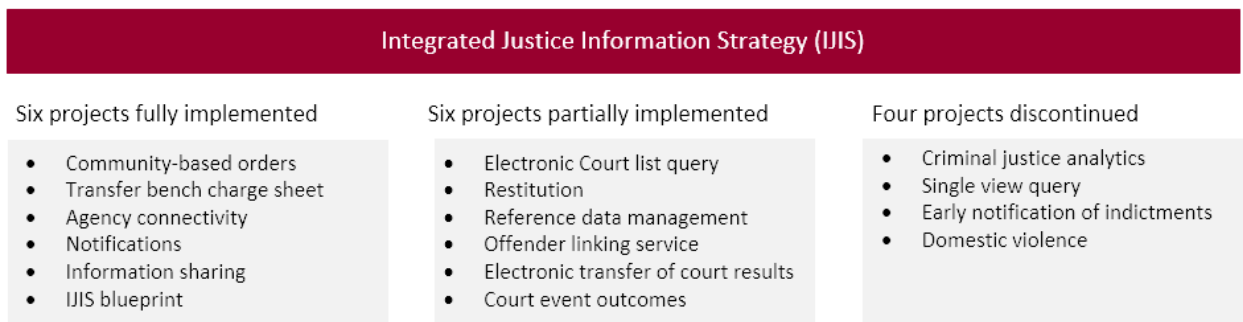 Integrated Justice Information Strategy (IJIS)
Six projects fully implemented
• Community-based orders
• Transfer bench charge sheet
• Agency connectivity
• Notifications
• Information sharing
• IJIS blueprint
Six projects partially implemented
• Electronic Court list query
• Restitution
• Reference data management
• Offender linking service
• Electronic transfer of court results
• Court event outcomes
Four projects discontinued
• Criminal justice analytics
• Single view query
• Early notification of indictments
• Domestic violence